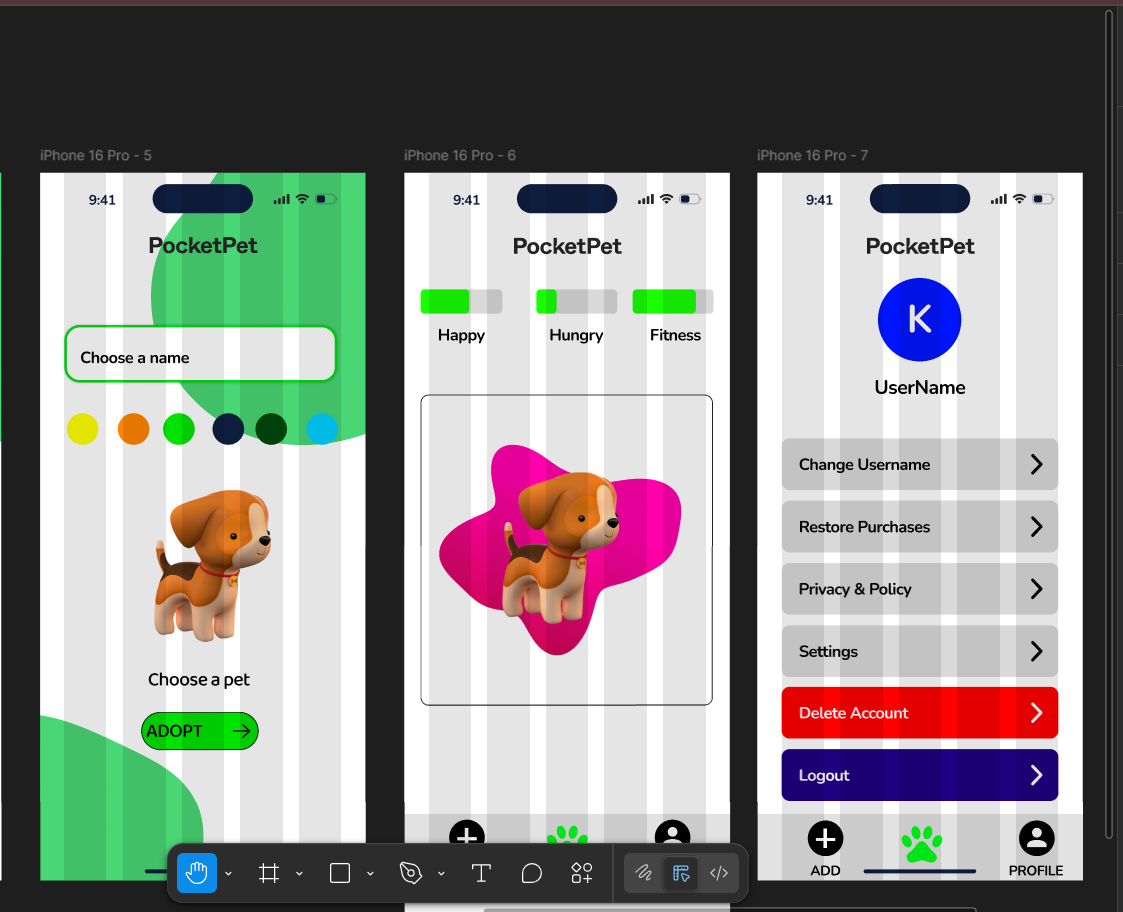 iPhone 16 Pro - 5
9:41
PocketPet
Choose a name
Choose a pet
ADOPT
iPhone 16 Pro - 6
9:41
PocketPet
Happy
Hungry
Fitness
iPhone 16 Pro - 7
9:41
PocketPet
K
UserName
Change Username
Restore Purchases
Privacy & Policy
Settings
Delete Account
Logout
ADD
PROFILE